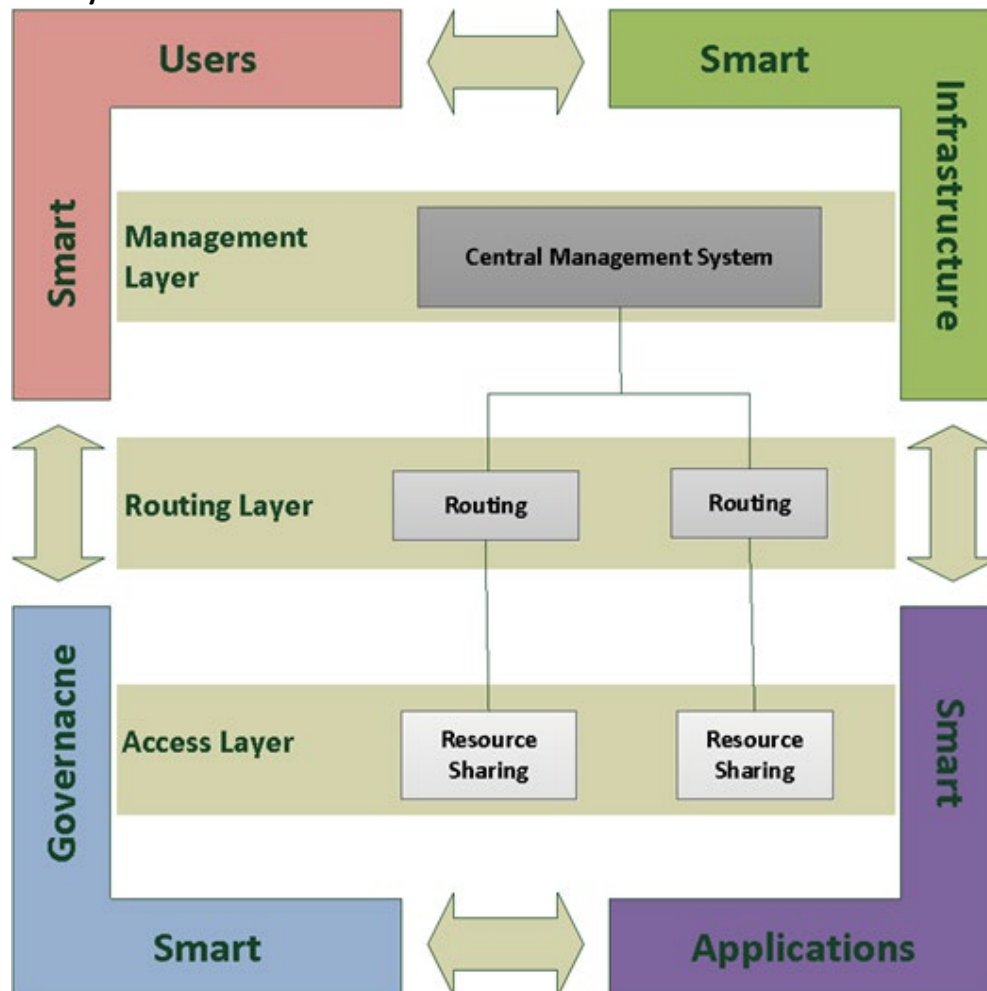 Users
Smart
Smart
Infrastructure
Management
Layer
Central Management System
Routing Layer
Routing
Routing
Access Layer
Resource
Sharing
Resource
Sharing
Governacne
Smart
Smart
Applications